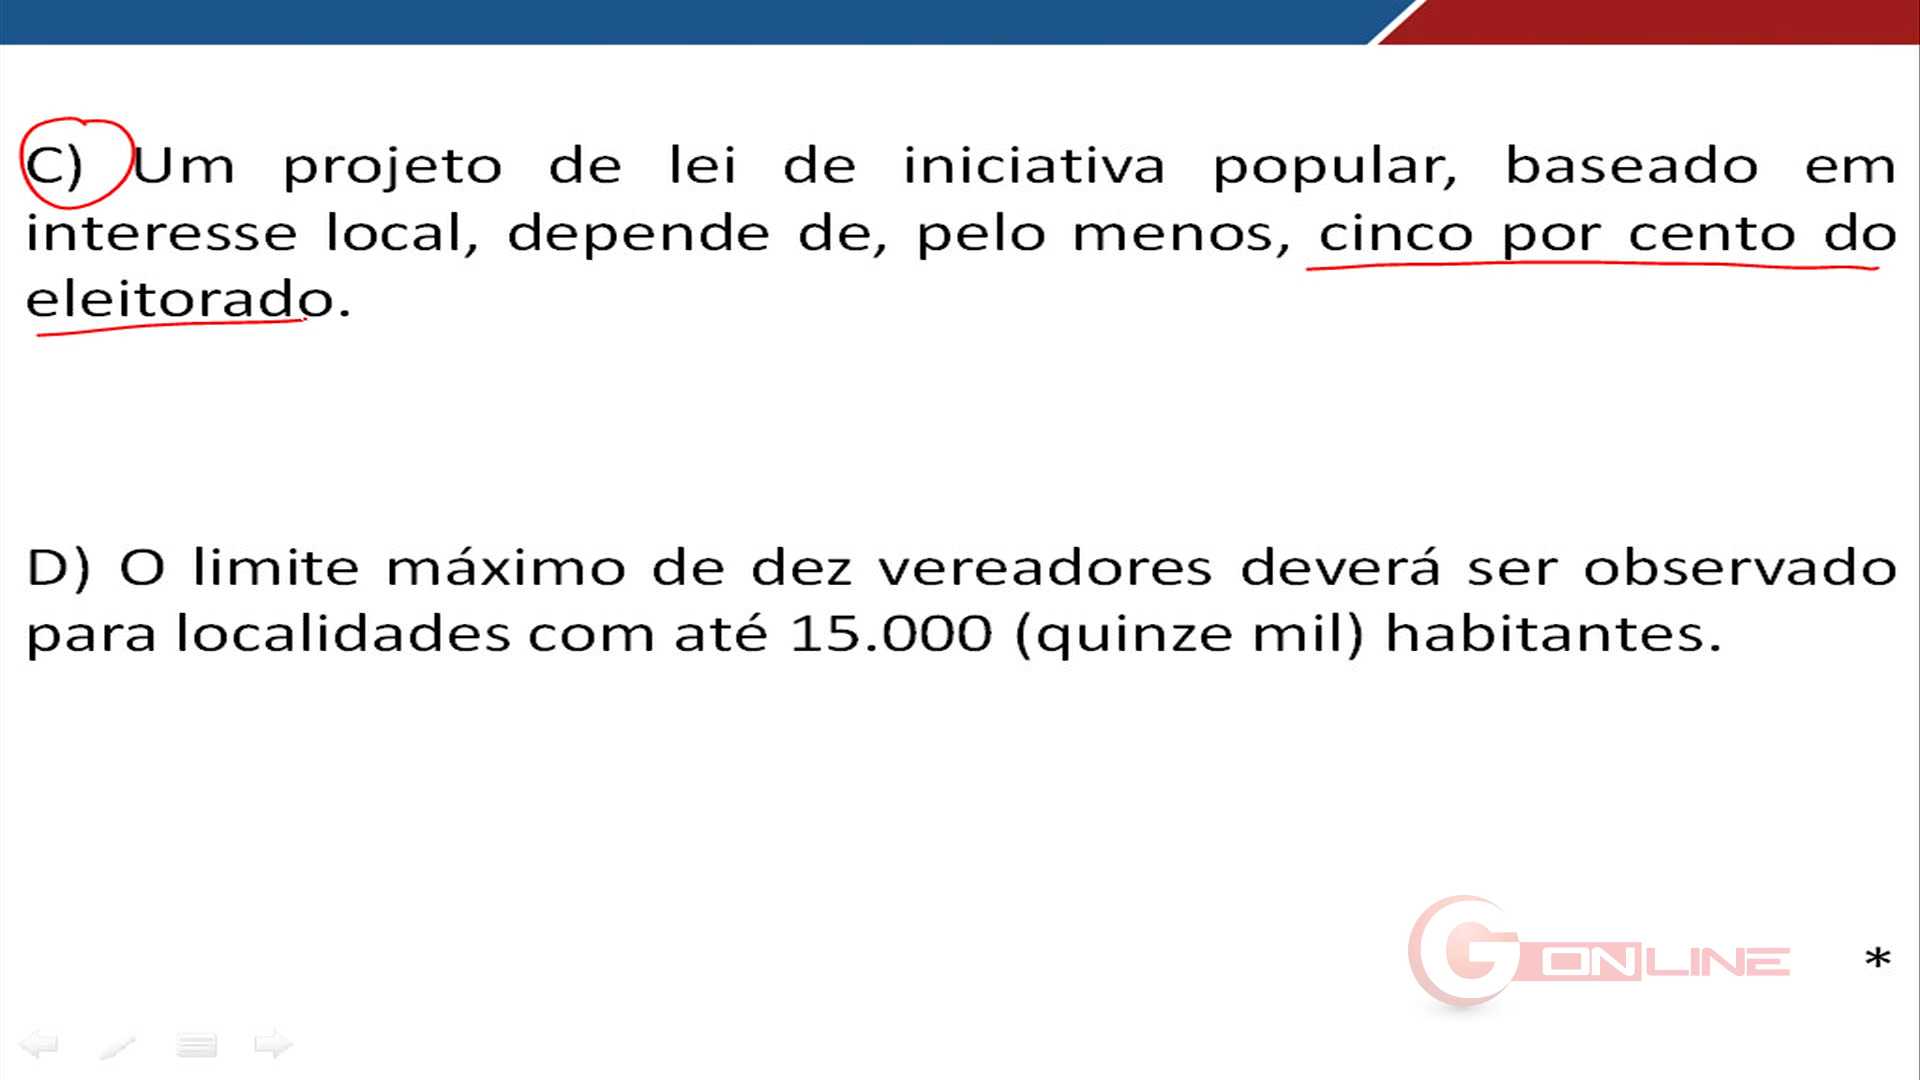 C) Um projeto de lei de iniciativa popular, baseado em
interesse local, depende de, pelo menos, cinco por cento do
eleitorado.
D) O limite máximo de dez vereadores deverá ser observado
para localidades com até 15.000 (quinze mil) habitantes.
G ONLINE
*